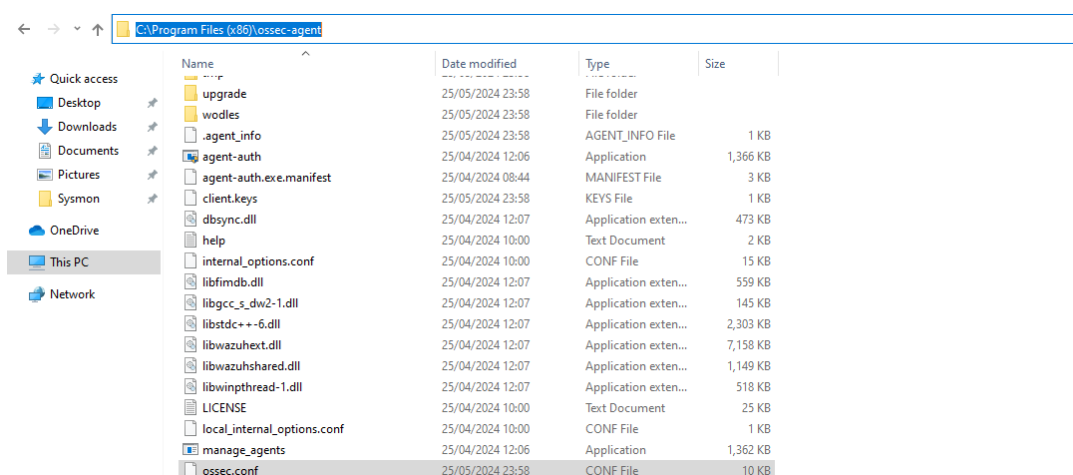 C:\Program Files (x86)\ossec-agent
Name Date modified Type Size
Quick access
Desktop
Downloads
Documents
Pictures
Sysmon
OneDrive
This PC
Network
upgrade 25/05/2024 23:58 File folder
wodles 25/05/2024 23:58 File folder
.agent_info 25/05/2024 23:58 AGENT_INFO File 1 KB
agent-auth 25/04/2024 12:06 Application 1,366 KB
agent-auth.exe.manifest 25/04/2024 08:44 MANIFEST File 3 KB
client.keys 25/05/2024 23:58 KEYS File 1 KB
dbsync.dll 25/04/2024 12:07 Application exten... 473 KB
help 25/04/2024 10:00 Text Document 2 KB
internal_options.conf 25/04/2024 10:00 CONF File 15 KB
libfimdb.dll 25/04/2024 12:07 Application exten... 559 KB
libgcc_s_dw2-1.dll 25/04/2024 12:07 Application exten... 145 KB
libstdc++-6.dll 25/04/2024 12:07 Application exten... 2,303 KB
libwazuhext.dll 25/04/2024 12:07 Application exten... 7,158 KB
libwazuhshared.dll 25/04/2024 12:07 Application exten... 1,149 KB
libwinpthread-1.dll 25/04/2024 12:07 Application exten... 518 KB
LICENSE 25/04/2024 10:00 Text Document 25 KB
local_internal_options.conf 25/04/2024 10:00 CONF File 1 KB
manage_agents 25/04/2024 12:06 Application 1,362 KB
ossec.conf 25/05/2024 23:58 CONF File 10 KB